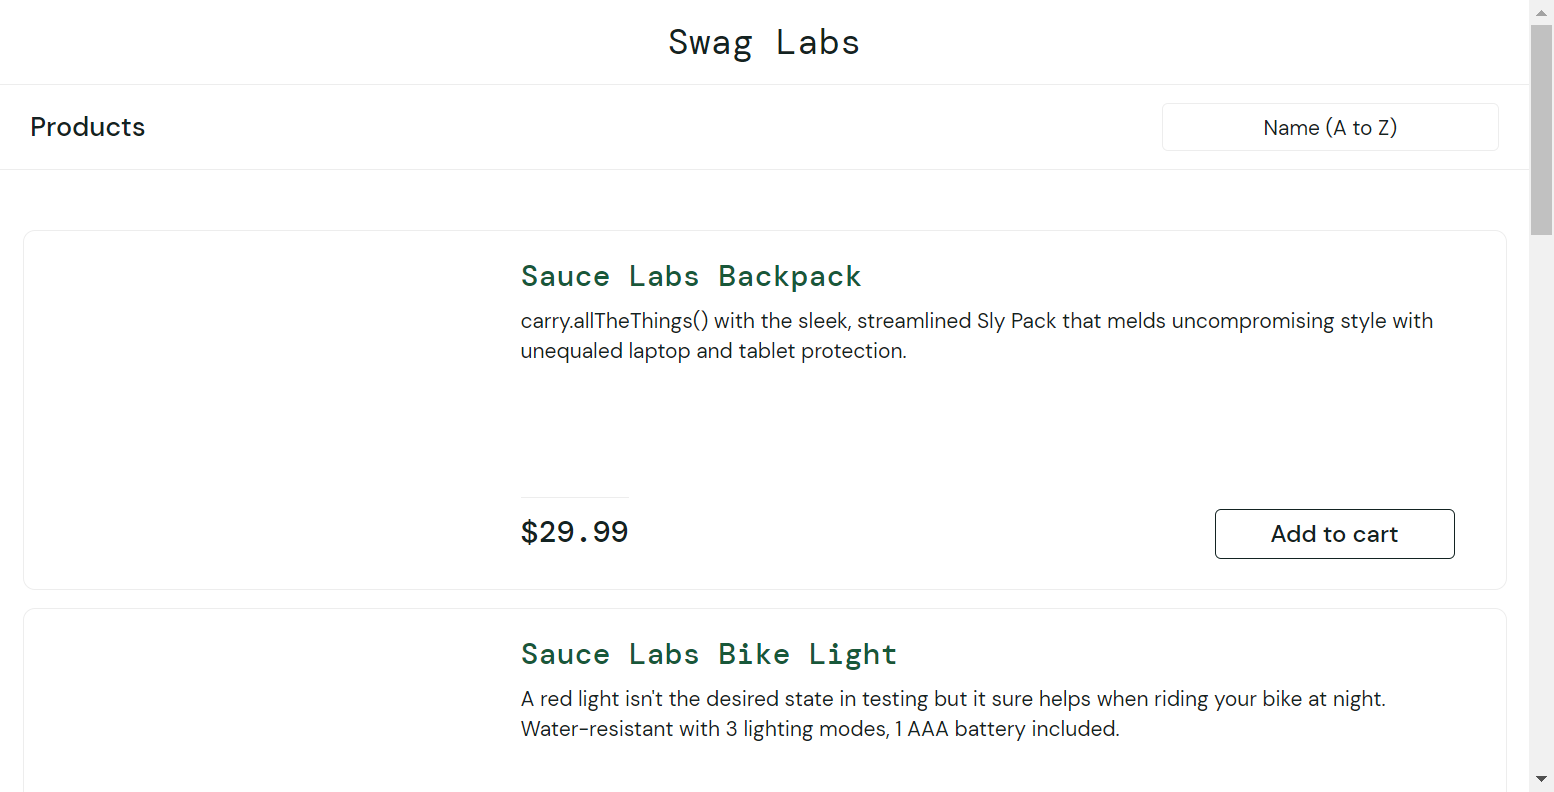 Swag Labs
Products
Name (A to Z)
Sauce Labs Backpack
carry.allTheThings() with the sleek, streamlined Sly Pack that melds uncompromising style with
unequaled laptop and tablet protection.
$29.99
Add to cart
Sauce Labs Bike Light
A red light isn't the desired state in testing but it sure helps when riding your bike at night.
Water-resistant with 3 lighting modes, 1 AAA battery included.